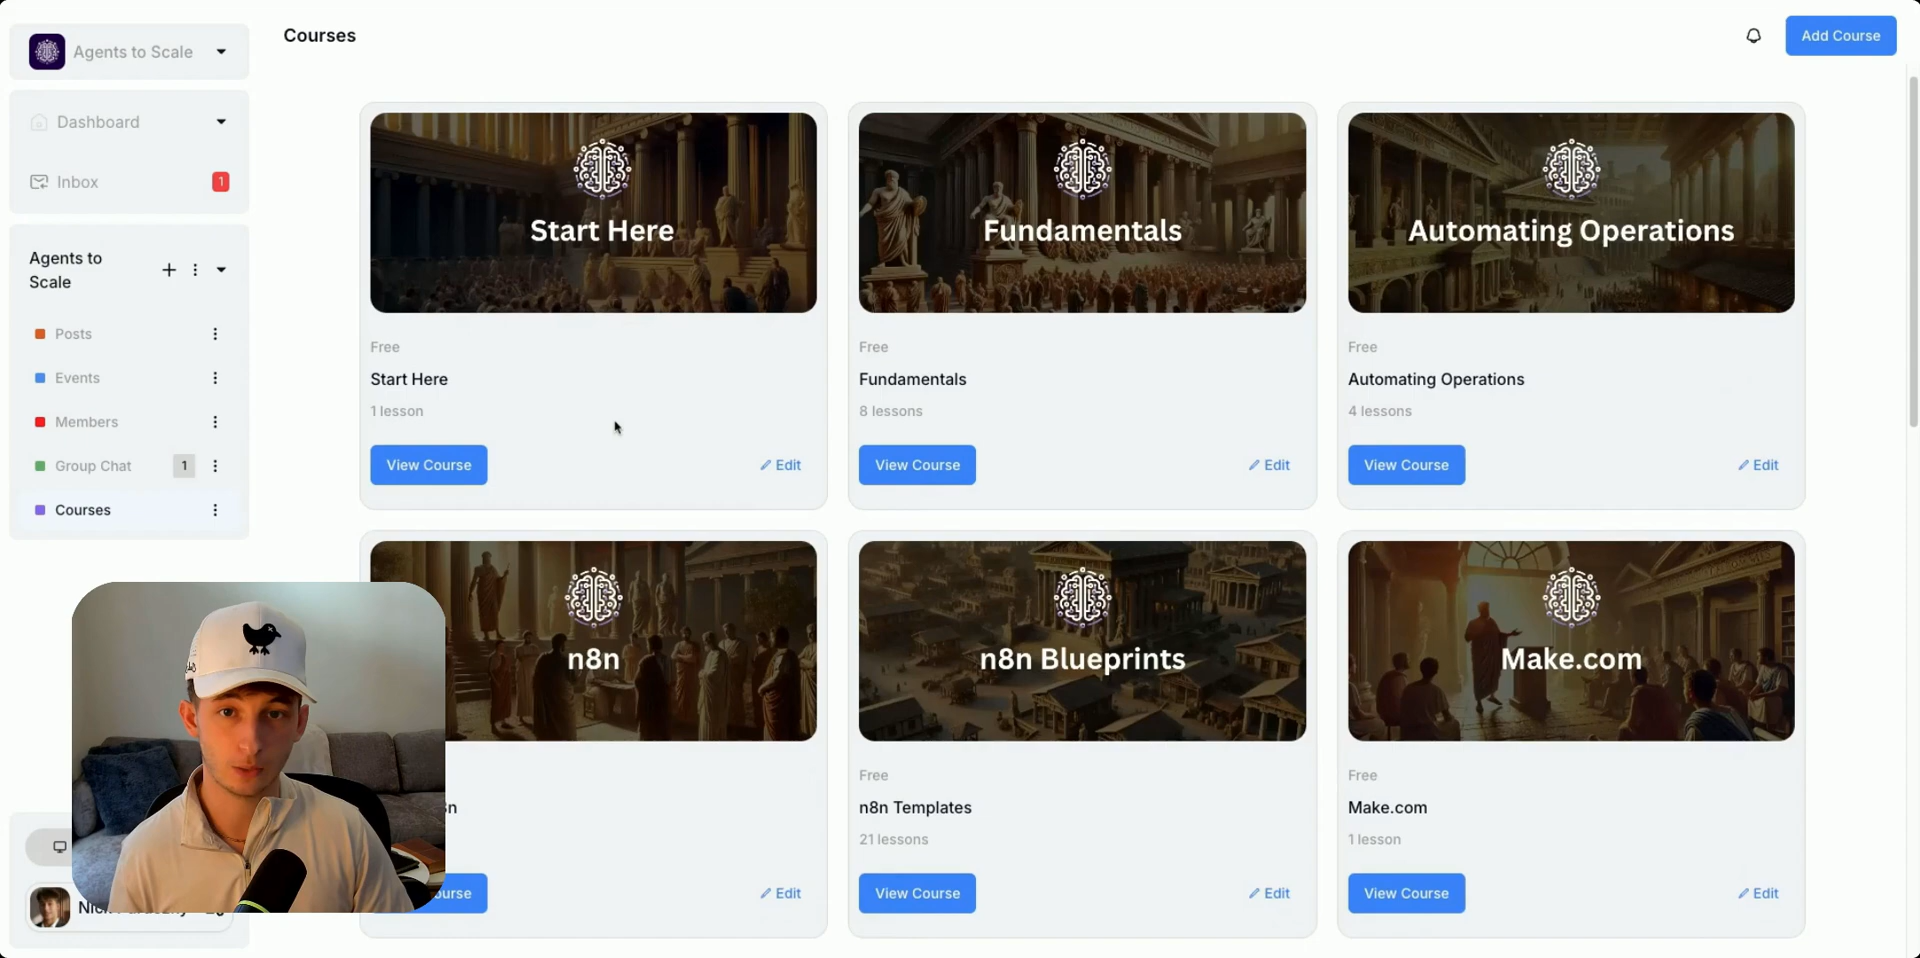 Agents to Scale
Courses
Add Course
Dashboard
Inbox
1
Agents to
Scale
Posts
Events
Members
Group Chat
1
Courses
Start Here
Free
Start Here
1 lesson
View Course
Edit
Fundamentals
Free
Fundamentals
8 lessons
View Course
Edit
Automating Operations
Free
Automating Operations
4 lessons
View Course
Edit
n8n
Edit
n8n Blueprints
Free
n8n Templates
21 lessons
View Course
Edit
Make.com
Free
Make.com
1 lesson
View Course
Edit